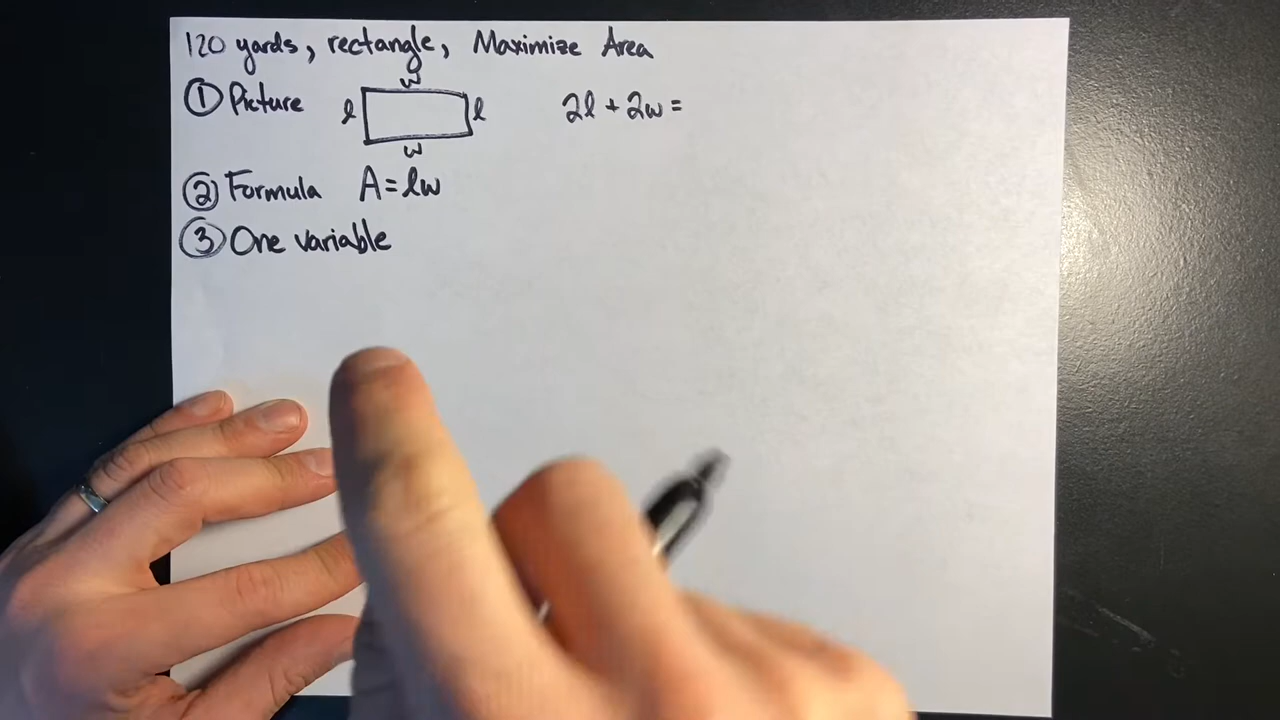 120 yards, rectangle, Maximize Area
① Picture
w
l
l
w
2l + 2w =
② Formula A = lw
③ One variable